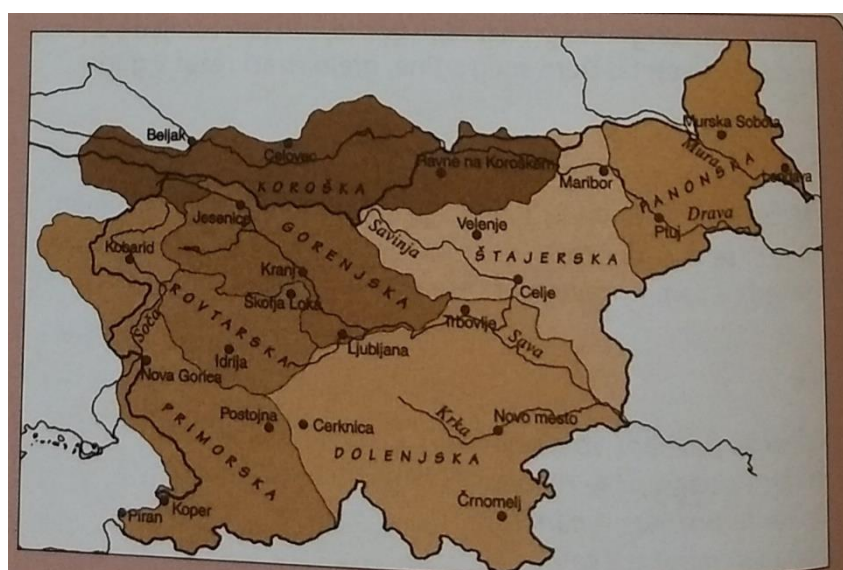 Murska Sobota
Beljak
Celovec
Ravne na Koroškem
Mura
Lendava
KOROŠKA
Maribor
PANONSKA
Jesenice
Ptuj
Drava
Velenje
Savinja
GORENJSKA
ŠTAJERSKA
Kobarid
Kranj
Celje
Škofja Loka
ROVTARSKA
Soča
Trbovlje
Ljubljana
Sava
Idrija
Nova Gorica
PRIMORSKA
Postojna
Cerknica
Krka
Novo mesto
DOLENJSKA
Črnomelj
Koper
Piran